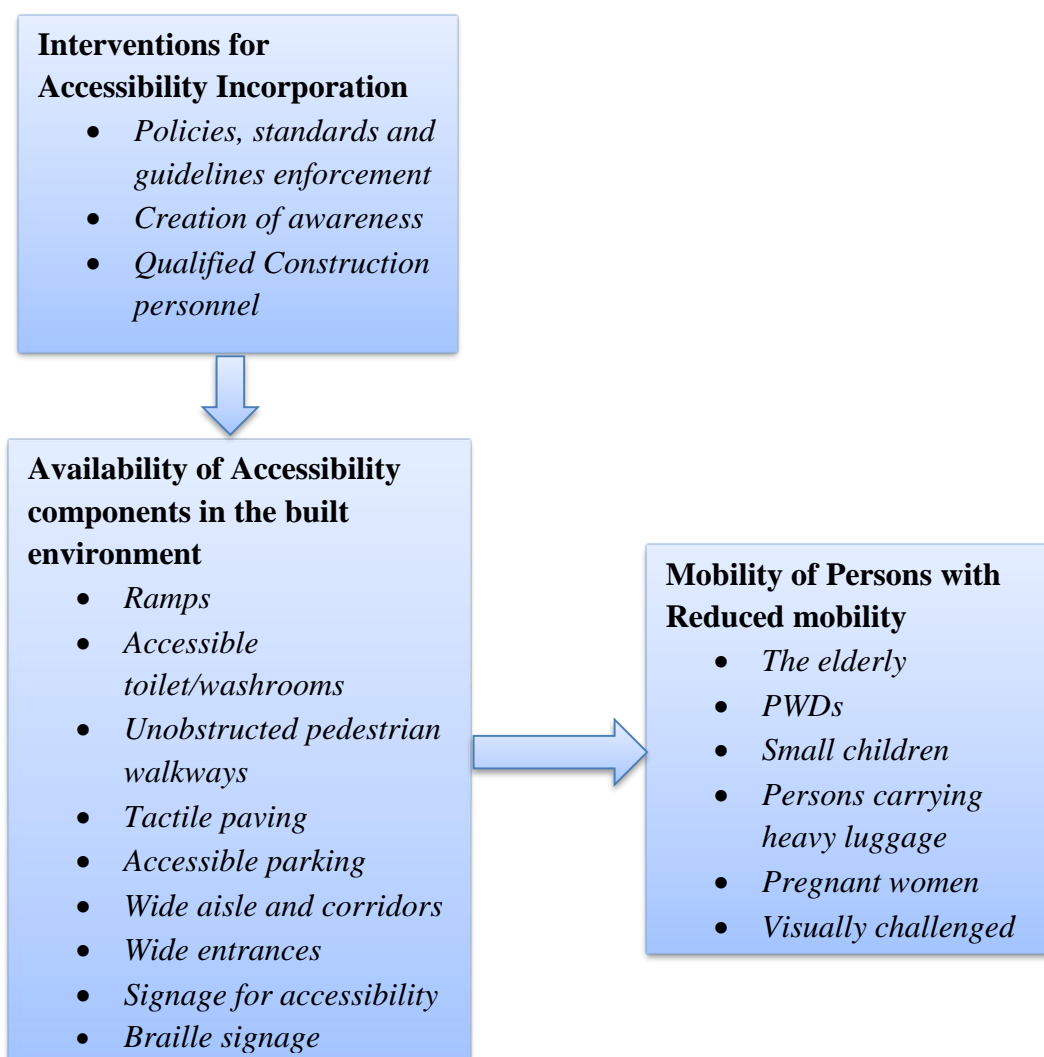 Interventions for
Accessibility Incorporation
• Policies, standards and
guidelines enforcement
• Creation of awareness
• Qualified Construction
personnel
Availability of Accessibility
components in the built
environment
• Ramps
• Accessible
toilet/washrooms
• Unobstructed pedestrian
walkways
• Tactile paving
• Accessible parking
• Wide aisle and corridors
• Wide entrances
• Signage for accessibility
• Braille signage
Mobility of Persons with
Reduced mobility
• The elderly
• PWDs
• Small children
• Persons carrying
heavy luggage
• Pregnant women
• Visually challenged